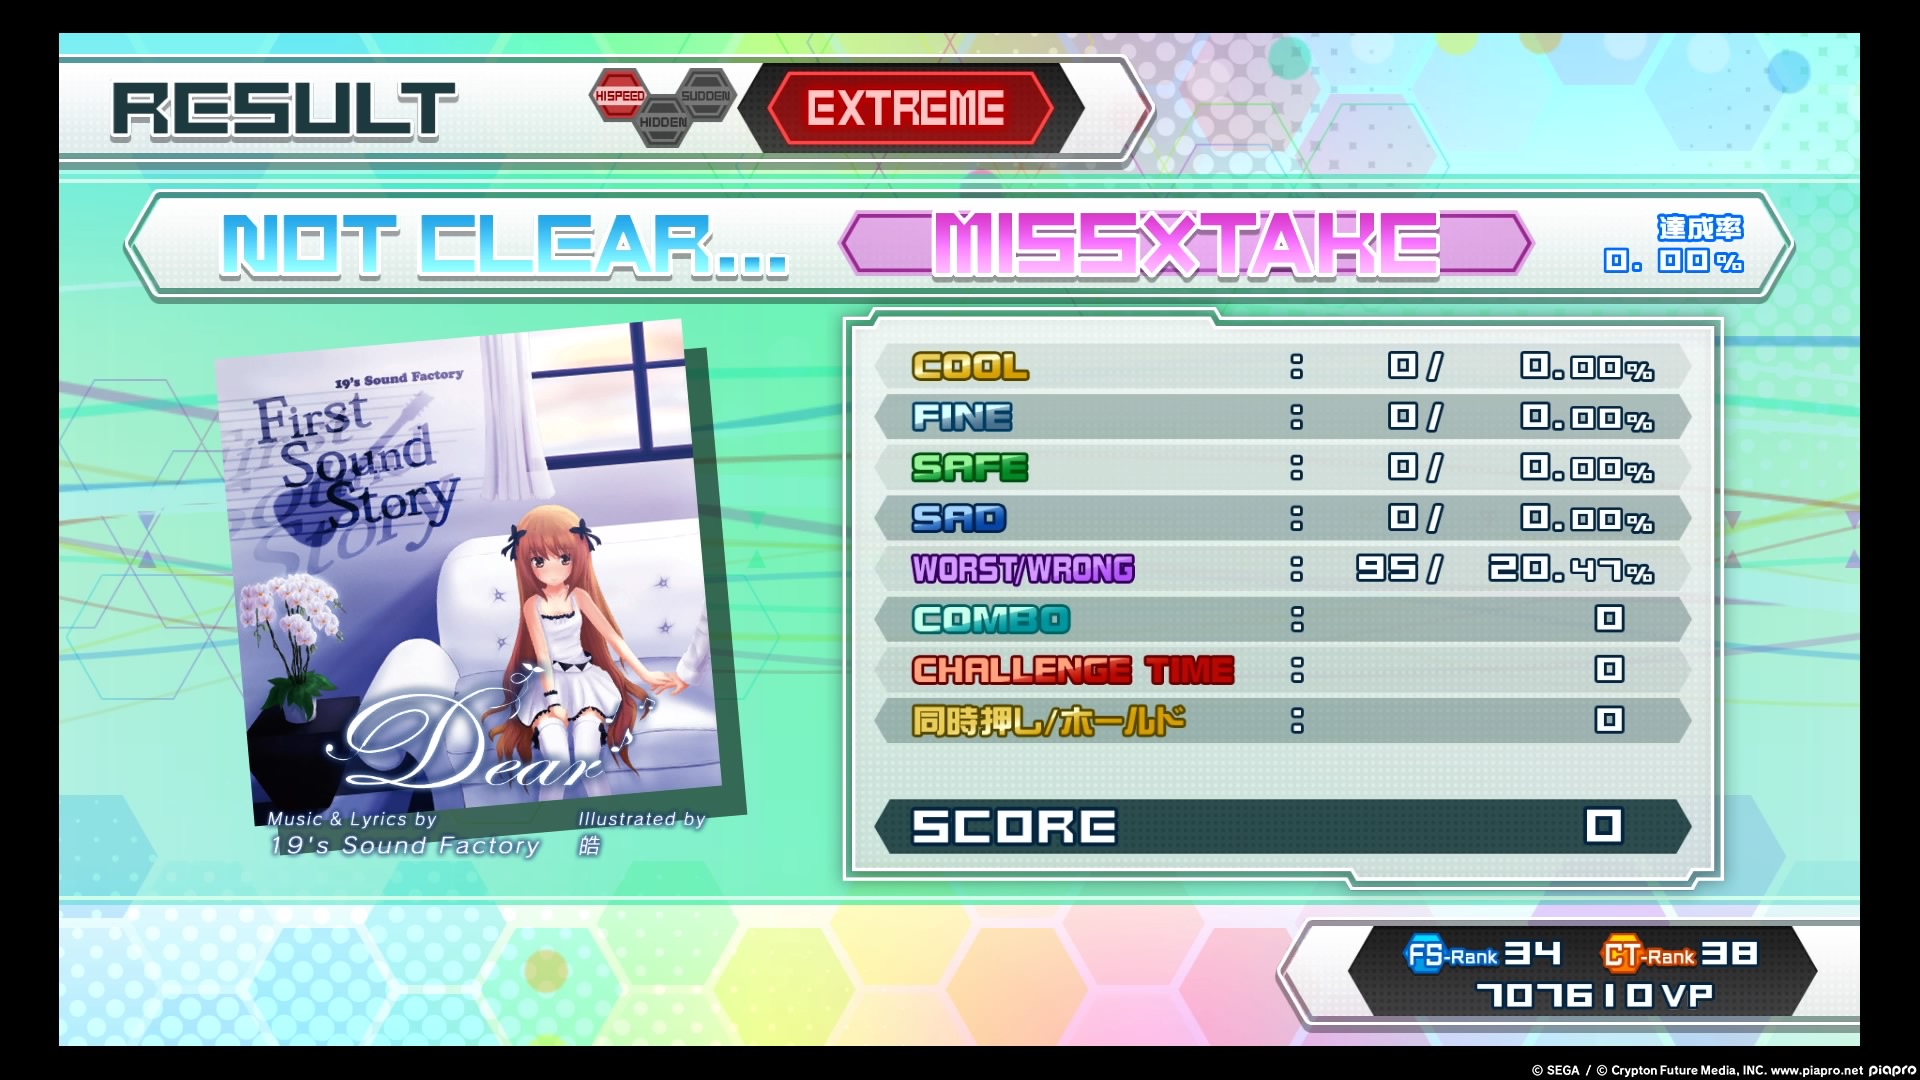 RESULT
HISPEED
HIDDEN
SUDDEN
EXTREME
NOT CLEAR...
MISS×TAKE
達成率
0.00%
19's Sound Factory
First
Sound
Story
Dear
Music & Lyrics by
19's Sound Factory
Illustrated by
皓
COOL : 0 / 0.00%
FINE : 0 / 0.00%
SAFE : 0 / 0.00%
SAD : 0 / 0.00%
WORST/WRONG : 95 / 20.47%
COMBO : 0
CHALLENGE TIME : 0
同時押し/ホールド : 0
SCORE 0
FS-Rank 34 CT-Rank 38
707610VP
© SEGA / © Crypton Future Media, INC. www.piapro.net piapro